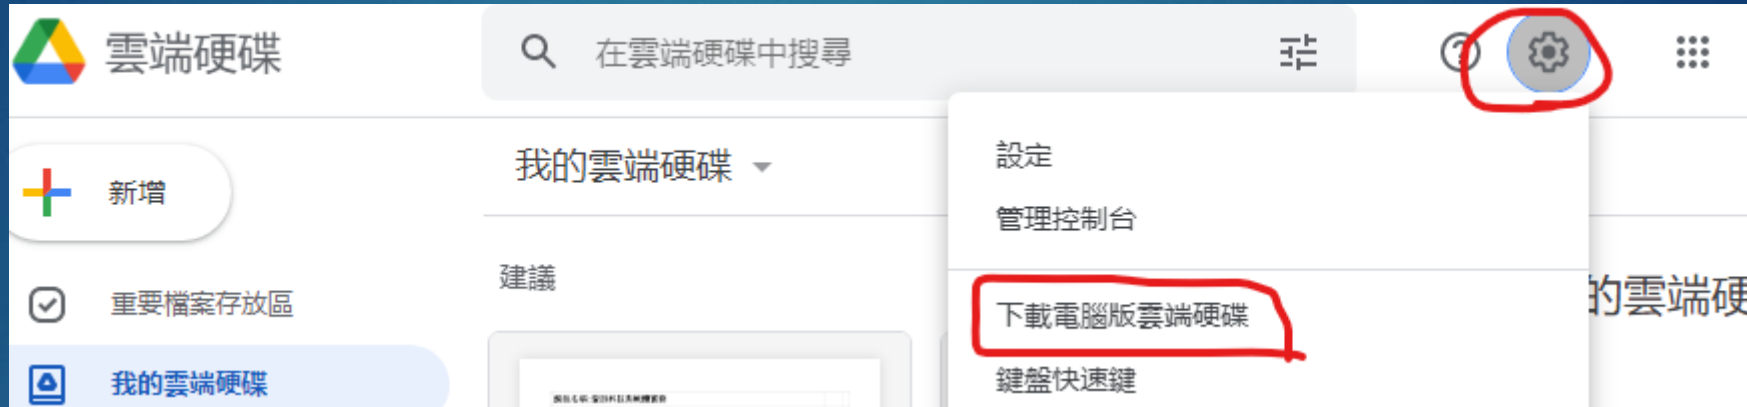 雲端硬碟
在雲端硬碟中搜尋
新增
我的雲端硬碟
設定
管理控制台
建議
重要檔案存放區
下載電腦版雲端硬碟
的雲端硬
我的雲端硬碟
鍵盤快速鍵